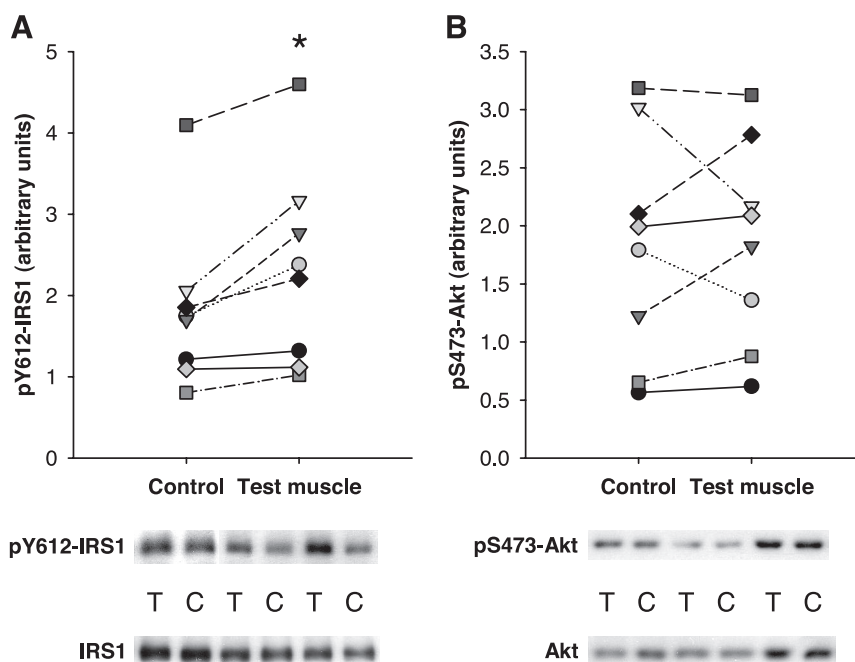 A
*
pY612-IRS1 (arbitrary units)
5
4
3
2
1
0
Control Test muscle
pY612-IRS1
T C T C T C
IRS1
B
pS473-Akt (arbitrary units)
3.5
3.0
2.5
2.0
1.5
1.0
0.5
0.0
Control Test muscle
pS473-Akt
T C T C T C
Akt